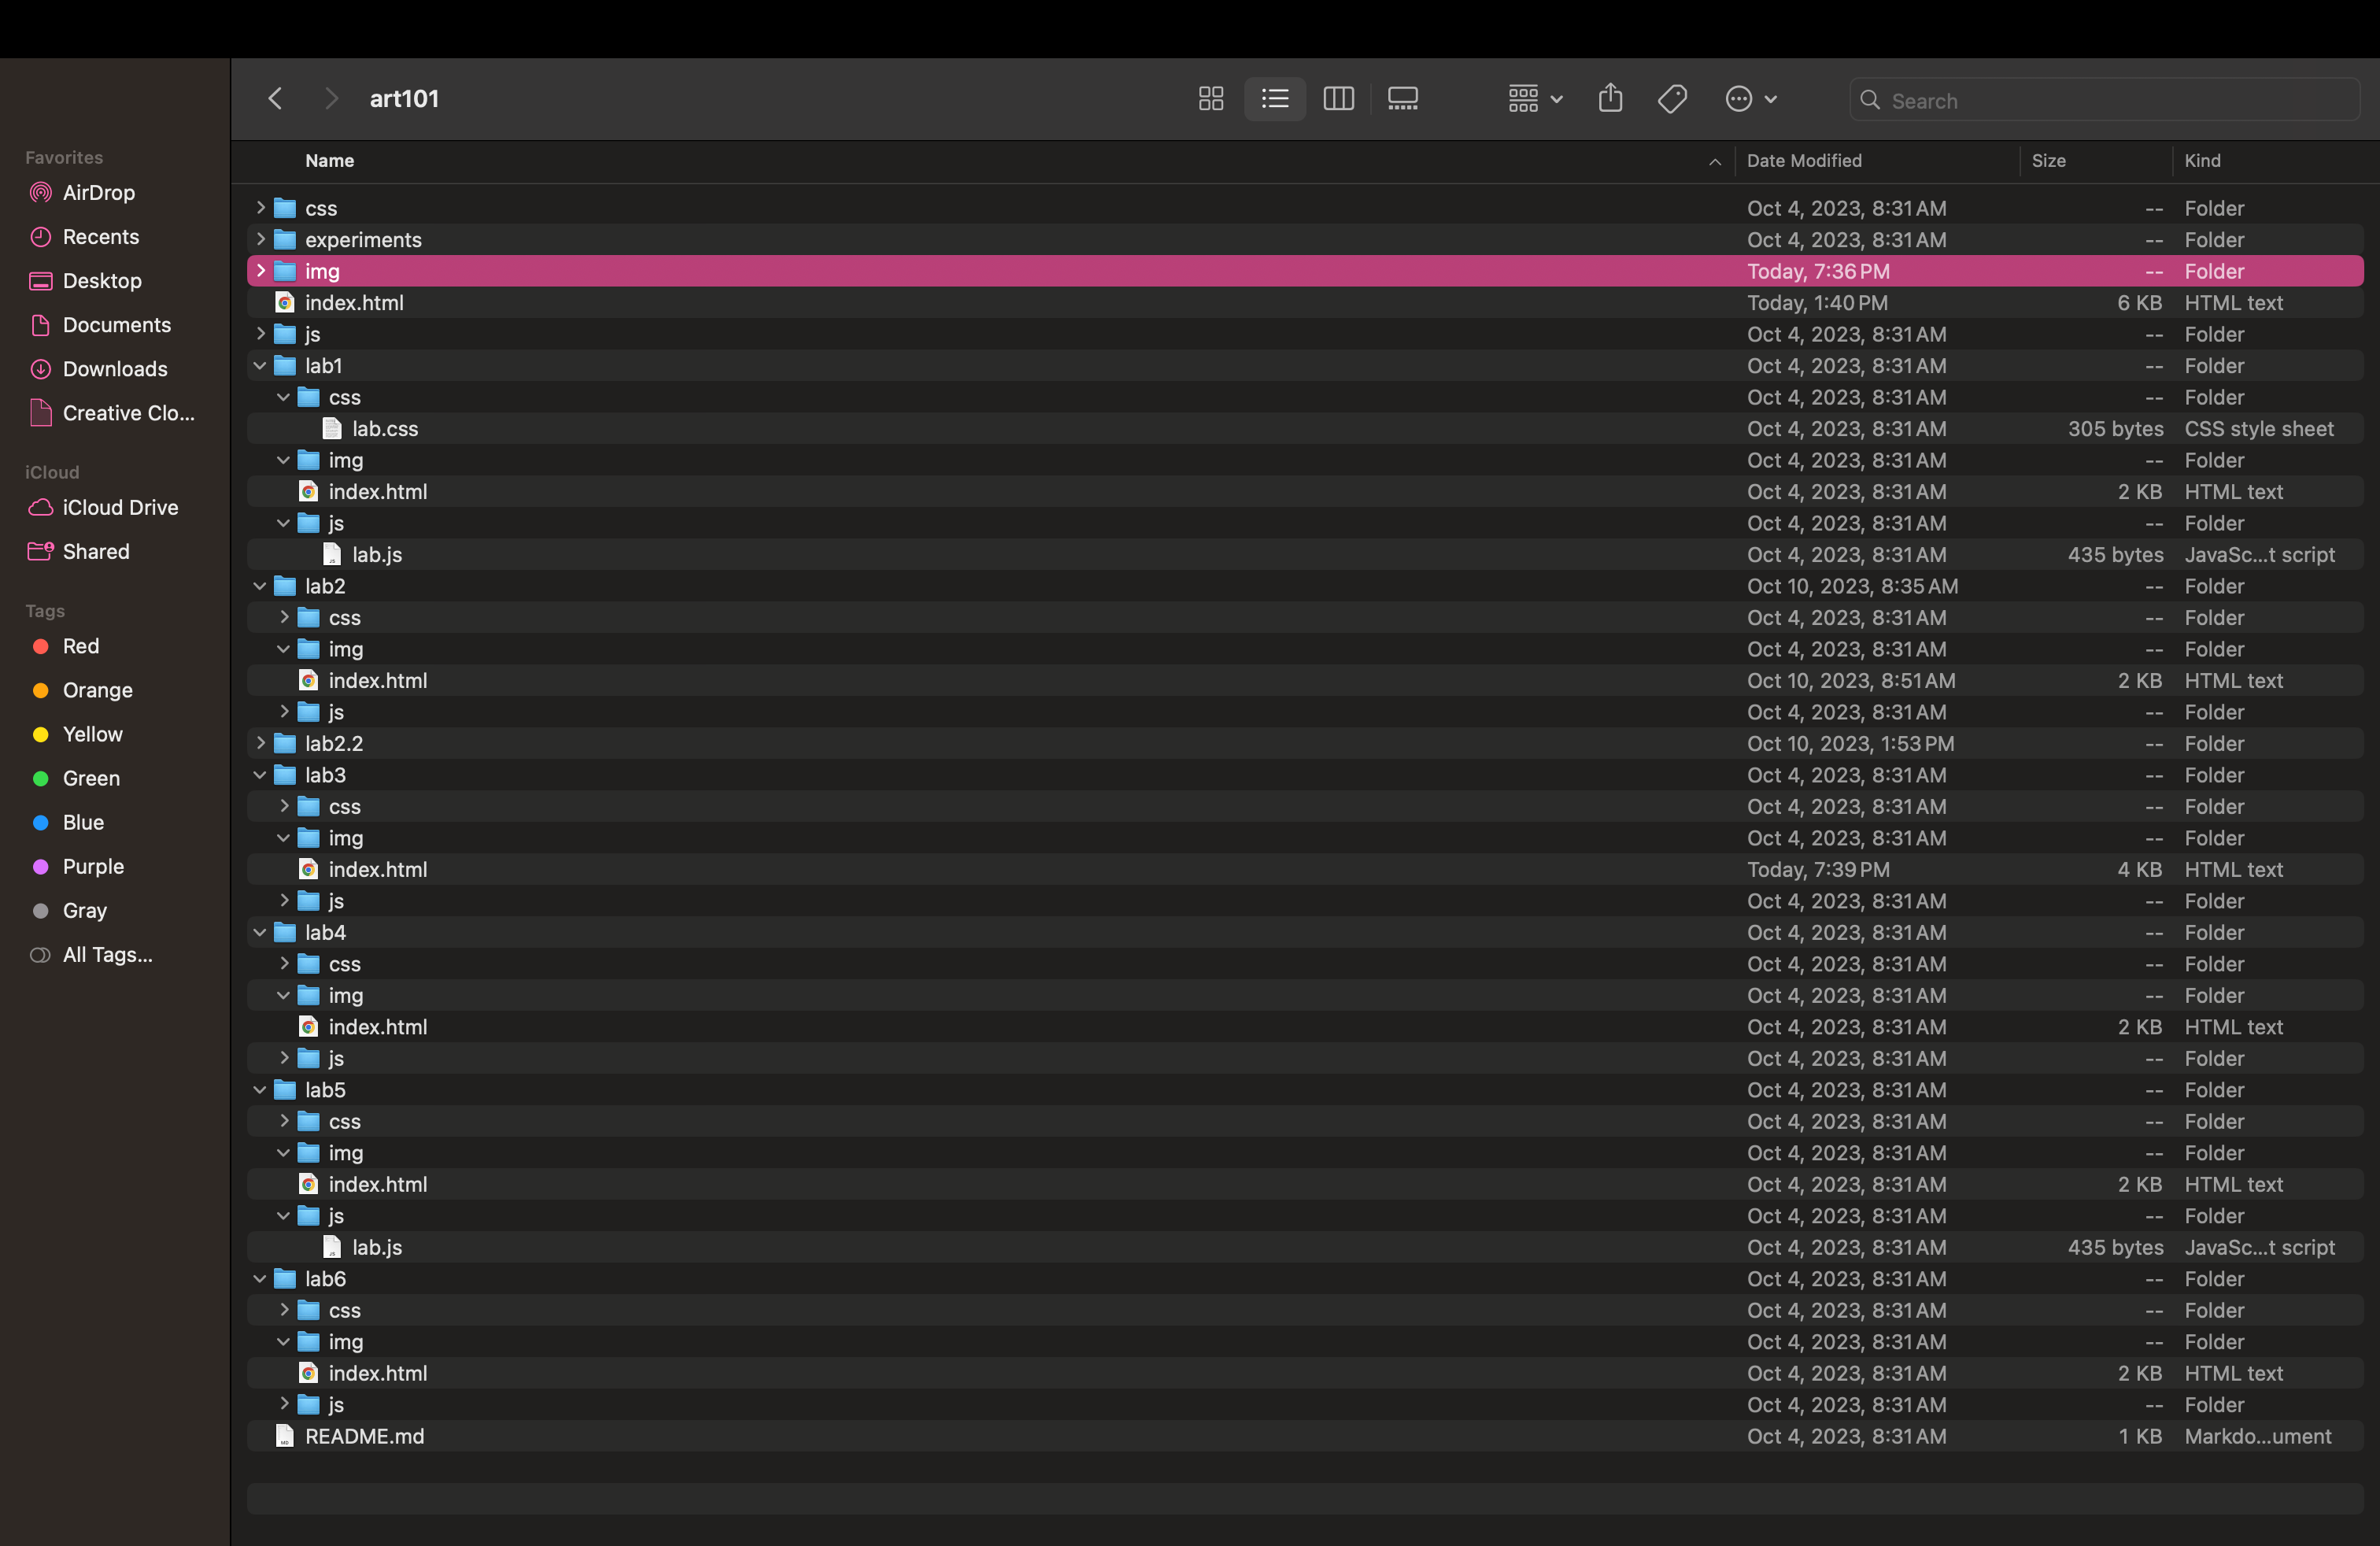 art101
Search
Favorites
AirDrop
Recents
Desktop
Documents
Downloads
Creative Clo...
iCloud
iCloud Drive
Shared
Tags
Red
Orange
Yellow
Green
Blue
Purple
Gray
All Tags...
Name Date Modified Size Kind
css Oct 4, 2023, 8:31 AM -- Folder
experiments Oct 4, 2023, 8:31 AM -- Folder
img Today, 7:36 PM -- Folder
index.html Today, 1:40 PM 6 KB HTML text
js Oct 4, 2023, 8:31 AM -- Folder
lab1 Oct 4, 2023, 8:31 AM -- Folder
css Oct 4, 2023, 8:31 AM -- Folder
lab.css Oct 4, 2023, 8:31 AM 305 bytes CSS style sheet
img Oct 4, 2023, 8:31 AM -- Folder
index.html Oct 4, 2023, 8:31 AM 2 KB HTML text
js Oct 4, 2023, 8:31 AM -- Folder
lab.js Oct 4, 2023, 8:31 AM 435 bytes JavaSc...t script
lab2 Oct 10, 2023, 8:35 AM -- Folder
css Oct 4, 2023, 8:31 AM -- Folder
img Oct 4, 2023, 8:31 AM -- Folder
index.html Oct 10, 2023, 8:51 AM 2 KB HTML text
js Oct 4, 2023, 8:31 AM -- Folder
lab2.2 Oct 10, 2023, 1:53 PM -- Folder
lab3 Oct 4, 2023, 8:31 AM -- Folder
css Oct 4, 2023, 8:31 AM -- Folder
img Oct 4, 2023, 8:31 AM -- Folder
index.html Today, 7:39 PM 4 KB HTML text
js Oct 4, 2023, 8:31 AM -- Folder
lab4 Oct 4, 2023, 8:31 AM -- Folder
css Oct 4, 2023, 8:31 AM -- Folder
img Oct 4, 2023, 8:31 AM -- Folder
index.html Oct 4, 2023, 8:31 AM 2 KB HTML text
js Oct 4, 2023, 8:31 AM -- Folder
lab5 Oct 4, 2023, 8:31 AM -- Folder
css Oct 4, 2023, 8:31 AM -- Folder
img Oct 4, 2023, 8:31 AM -- Folder
index.html Oct 4, 2023, 8:31 AM 2 KB HTML text
js Oct 4, 2023, 8:31 AM -- Folder
lab.js Oct 4, 2023, 8:31 AM 435 bytes JavaSc...t script
lab6 Oct 4, 2023, 8:31 AM -- Folder
css Oct 4, 2023, 8:31 AM -- Folder
img Oct 4, 2023, 8:31 AM -- Folder
index.html Oct 4, 2023, 8:31 AM 2 KB HTML text
js Oct 4, 2023, 8:31 AM -- Folder
README.md Oct 4, 2023, 8:31 AM 1 KB Markdo...ument